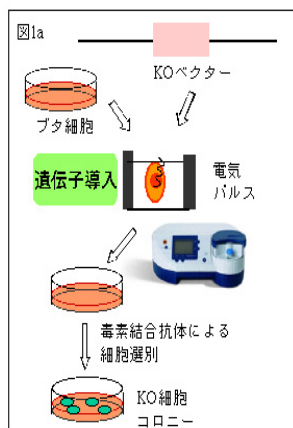 図1a
KOベクター
ブタ細胞
遺伝子導入
電気
パルス
毒素結合抗体による
細胞選別
KO細胞
コロニー